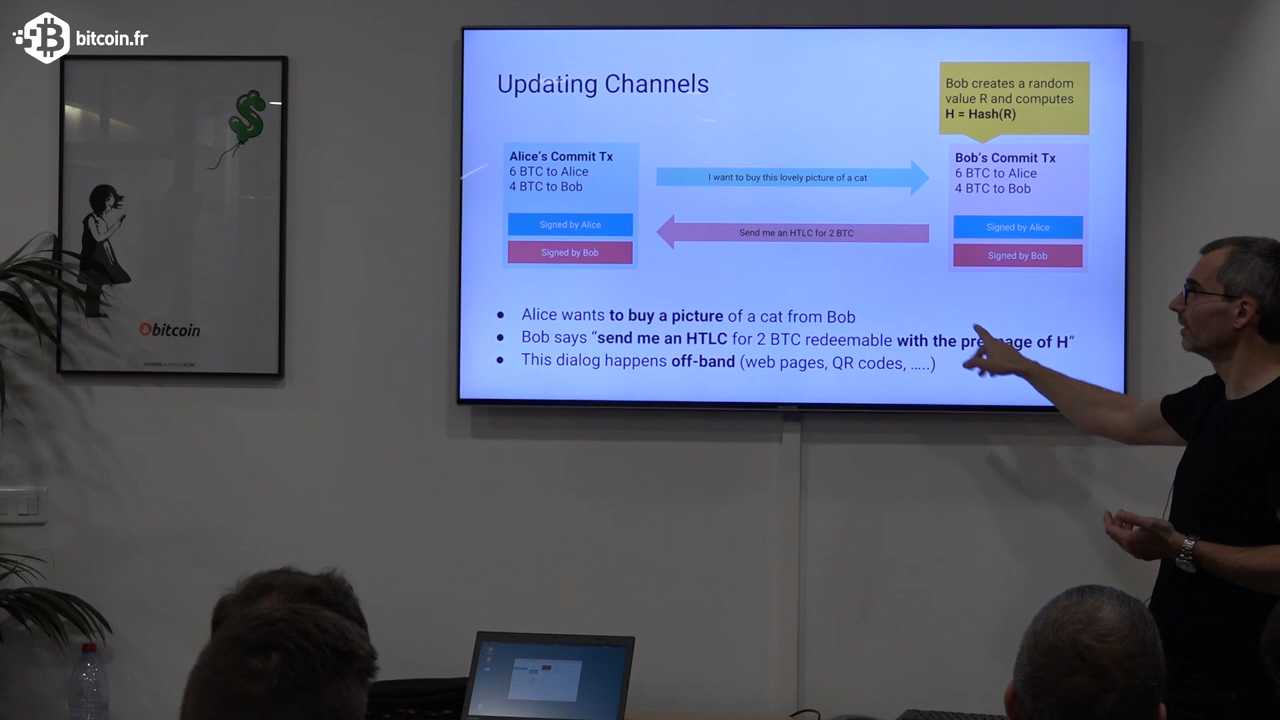 bitcoin.fr
bitcoin
Updating Channels
Bob creates a random
value R and computes
H = Hash(R)
Alice's Commit Tx
6 BTC to Alice
4 BTC to Bob
Signed by Alice
Signed by Bob
I want to buy this lovely picture of a cat
Send me an HTLC for 2 BTC
Bob's Commit Tx
6 BTC to Alice
4 BTC to Bob
Signed by Alice
Signed by Bob
• Alice wants to buy a picture of a cat from Bob
• Bob says “send me an HTLC for 2 BTC redeemable with the preimage of H”
• This dialog happens off-band (web pages, QR codes, .....)